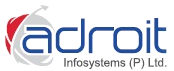 adroit
Infosystems (P) Ltd.